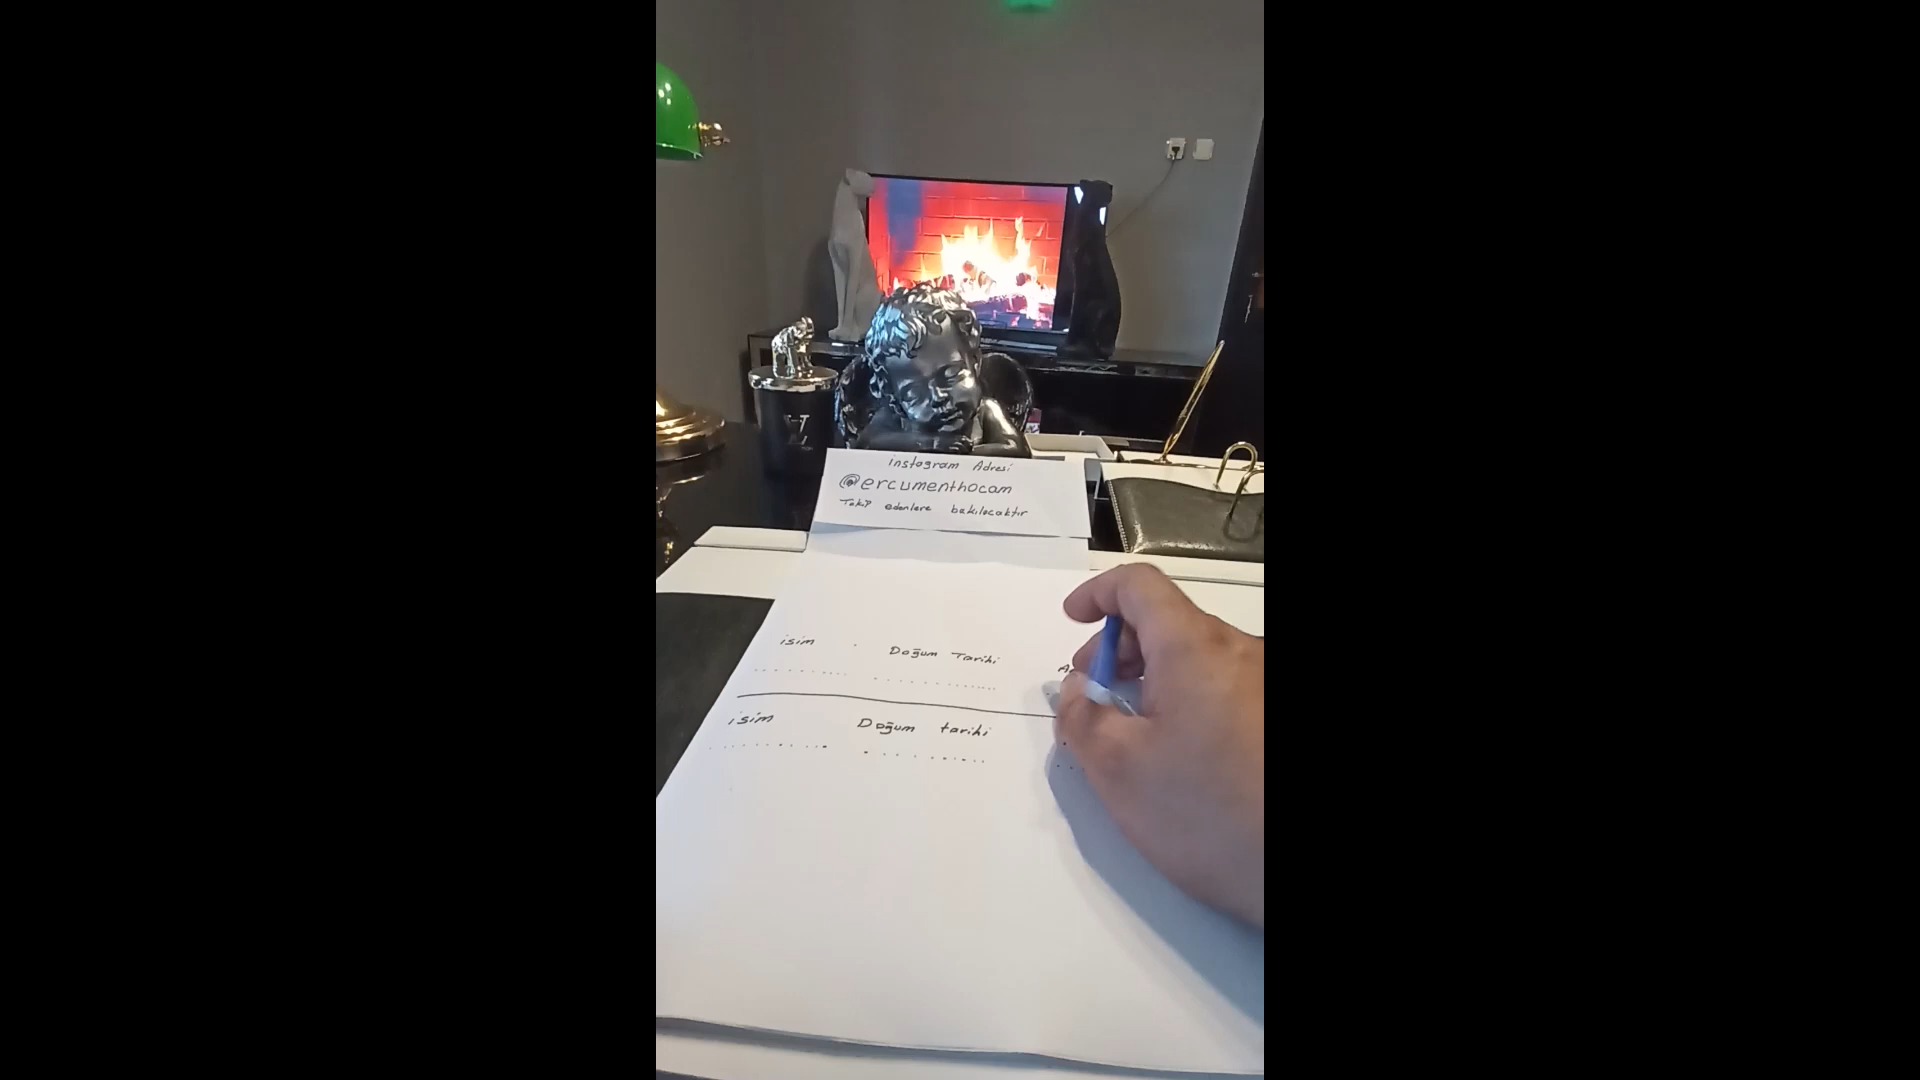 instagram Adresi
@ercumenthocam
Takip edenlere bakılacaktır
isim Doğum Tarihi
isim Doğum tarihi